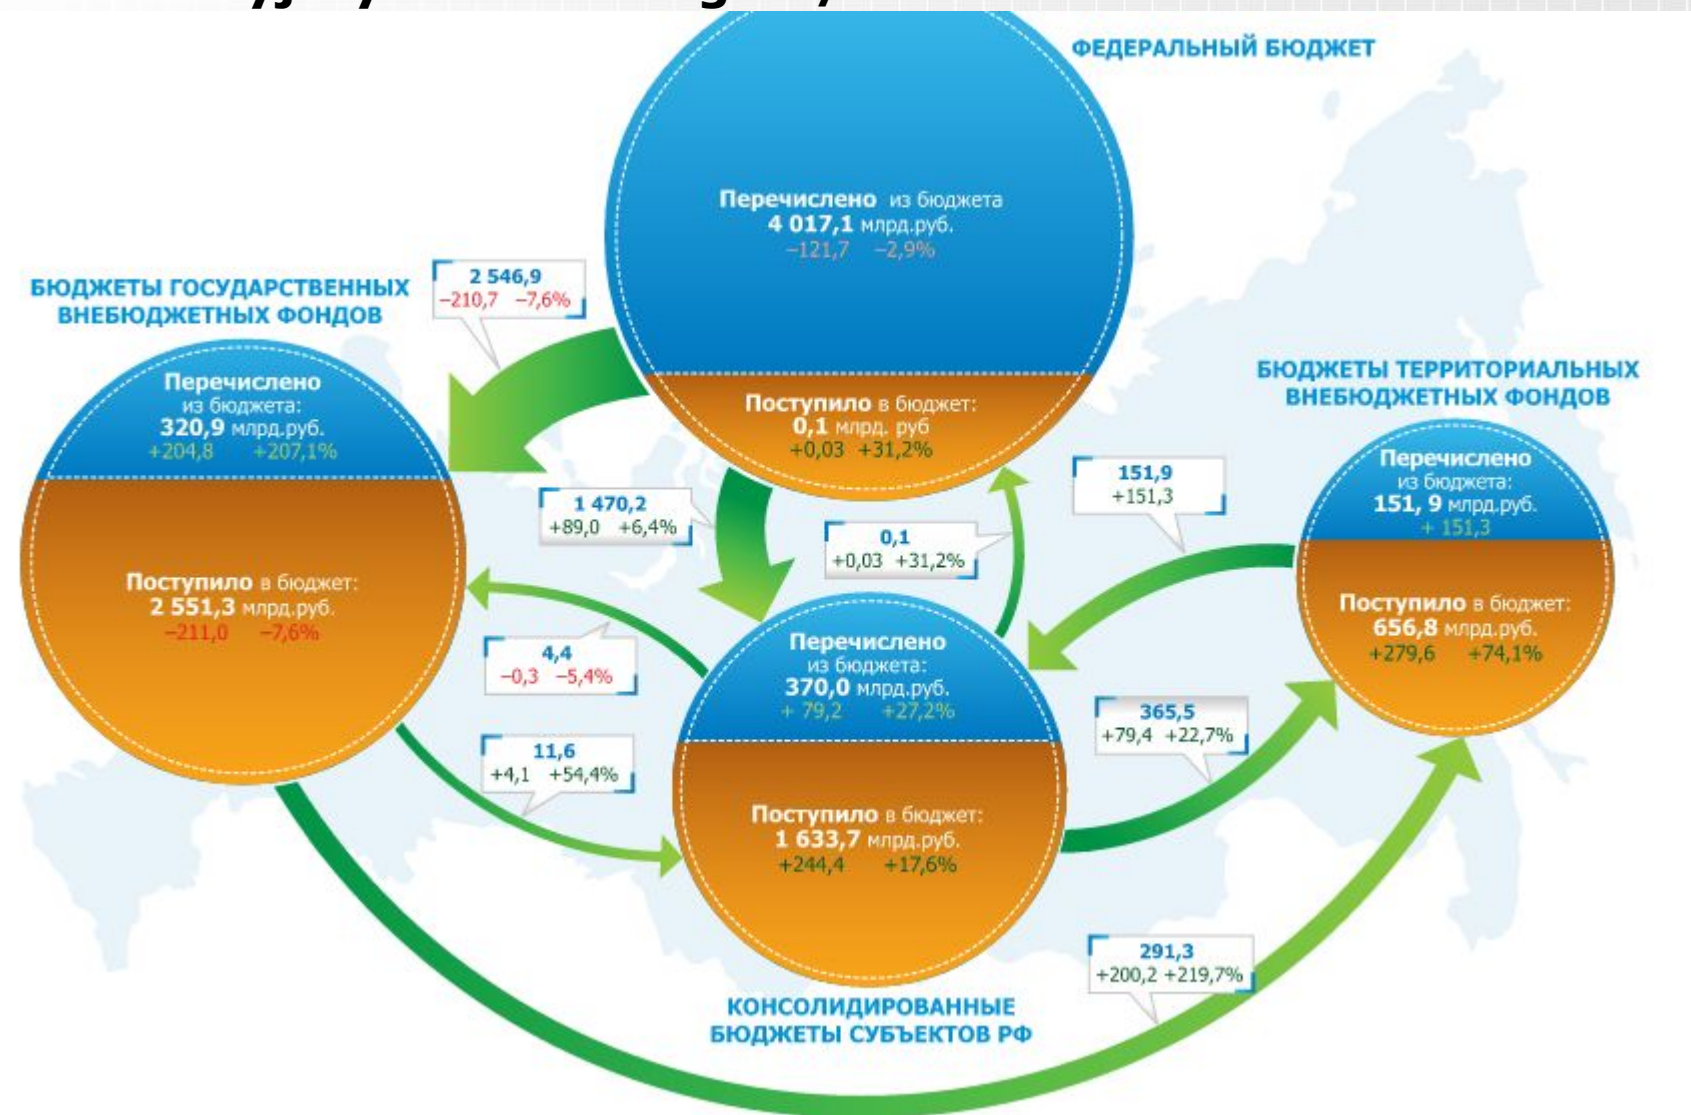 ФЕДЕРАЛЬНЫЙ БЮДЖЕТ
Перечислено из бюджета
4 017,1 млрд.руб.
–121,7 –2,9%
Поступило в бюджет:
0,1 млрд. руб
+0,03 +31,2%
2 546,9
–210,7 –7,6%
БЮДЖЕТЫ ГОСУДАРСТВЕННЫХ
ВНЕБЮДЖЕТНЫХ ФОНДОВ
Перечислено
из бюджета:
320,9 млрд.руб.
+204,8 +207,1%
Поступило в бюджет:
2 551,3 млрд.руб.
–211,0 –7,6%
БЮДЖЕТЫ ТЕРРИТОРИАЛЬНЫХ
ВНЕБЮДЖЕТНЫХ ФОНДОВ
Перечислено
из бюджета:
151, 9 млрд.руб.
+ 151,3
Поступило в бюджет:
656,8 млрд.руб.
+279,6 +74,1%
1 470,2
+89,0 +6,4%
0,1
+0,03 +31,2%
151,9
+151,3
4,4
–0,3 –5,4%
11,6
+4,1 +54,4%
Перечислено
из бюджета:
370,0 млрд.руб.
+ 79,2 +27,2%
Поступило в бюджет:
1 633,7 млрд.руб.
+244,4 +17,6%
365,5
+79,4 +22,7%
291,3
+200,2 +219,7%
КОНСОЛИДИРОВАННЫЕ
БЮДЖЕТЫ СУБЪЕКТОВ РФ